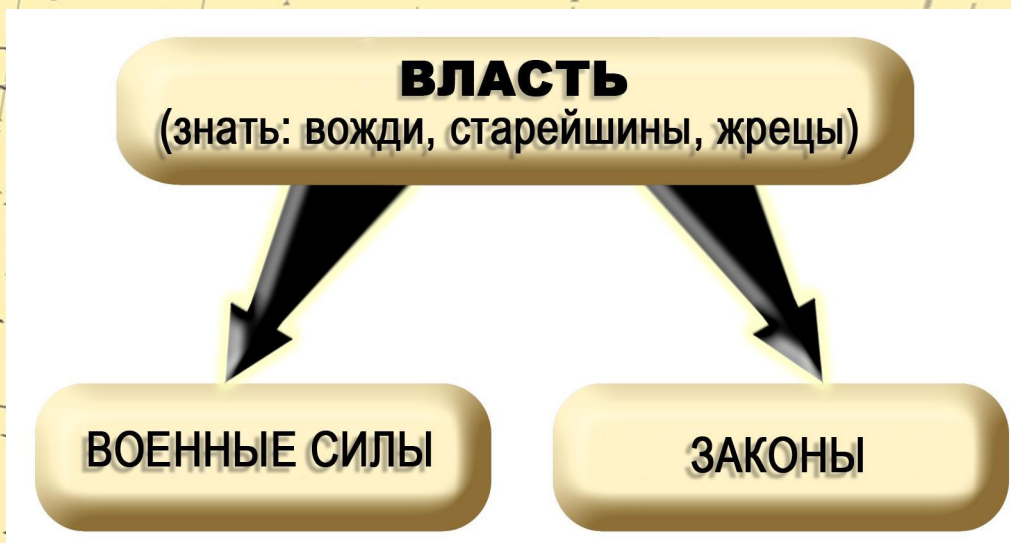 ВЛАСТЬ
(знать: вожди, старейшины, жрецы)
ВОЕННЫЕ СИЛЫ
ЗАКОНЫ